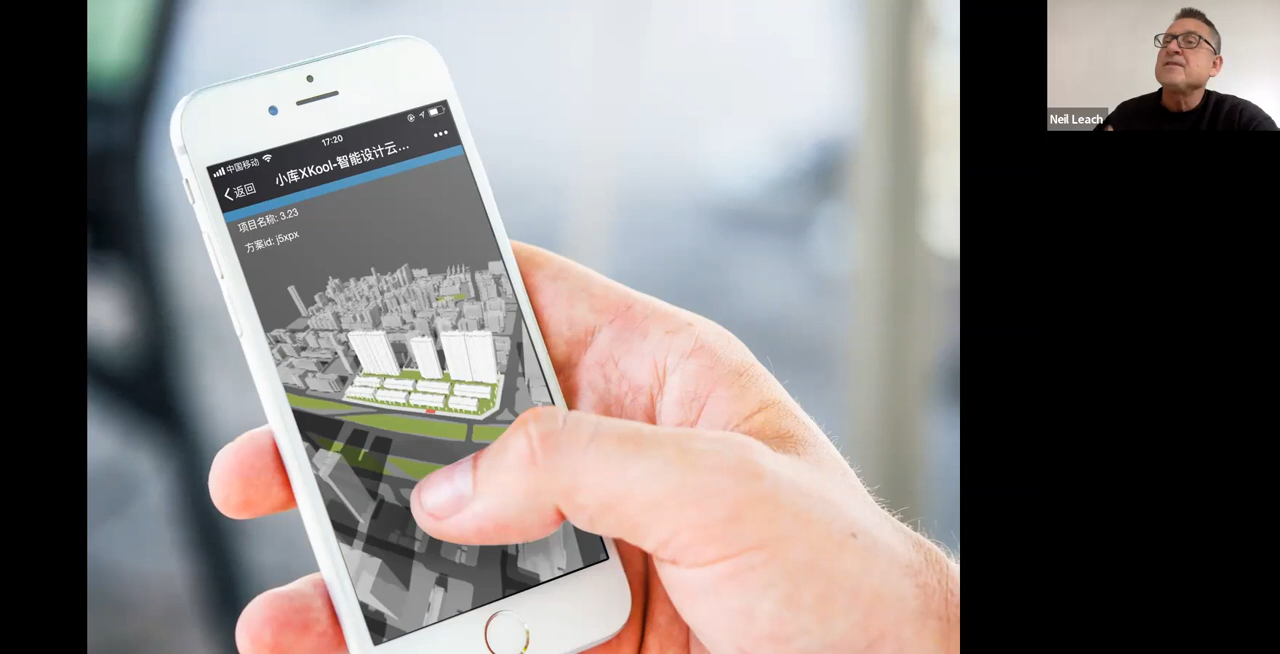 中国移动
17:20
返回
小库XKool-智能设计云...
项目名称: 3.23
方案id: j5xpx
Neil Leach